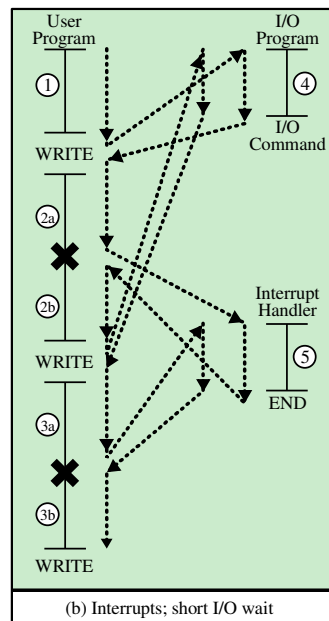 User
Program
I/O
Program
1
4
WRITE
I/O
Command
2a
2b
Interrupt
Handler
5
WRITE
END
3a
3b
WRITE
(b) Interrupts; short I/O wait